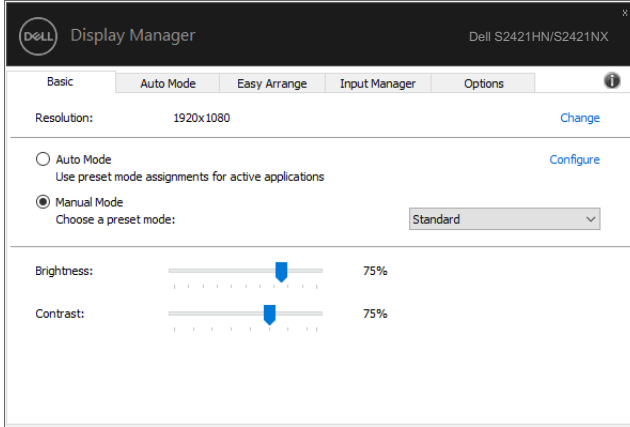 x
DELL Display Manager Dell S2421HN/S2421NX
Basic Auto Mode Easy Arrange Input Manager Options i
Resolution: 1920x1080 Change
Auto Mode Configure
Use preset mode assignments for active applications
Manual Mode
Choose a preset mode: Standard
Brightness: 75%
Contrast: 75%